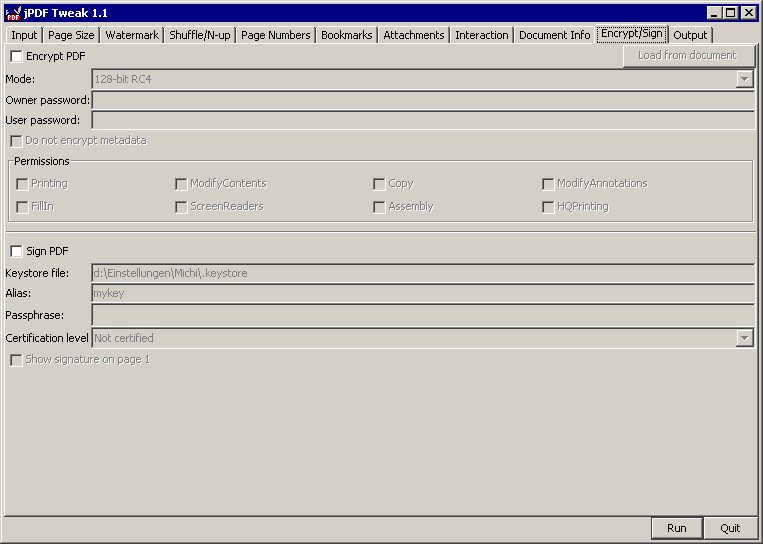 jPDF Tweak 1.1
Input Page Size Watermark Shuffle/N-up Page Numbers Bookmarks Attachments Interaction Document Info Encrypt/Sign Output
Encrypt PDF Load from document
Mode: 128-bit RC4
Owner password:
User password:
Do not encrypt metadata
Permissions
Printing ModifyContents Copy ModifyAnnotations
FillIn ScreenReaders Assembly HQPrinting
Sign PDF
Keystore file: d:\Einstellungen\Michi\.keystore
Alias: mykey
Passphrase:
Certification level Not certified
Show signature on page 1
Run Quit